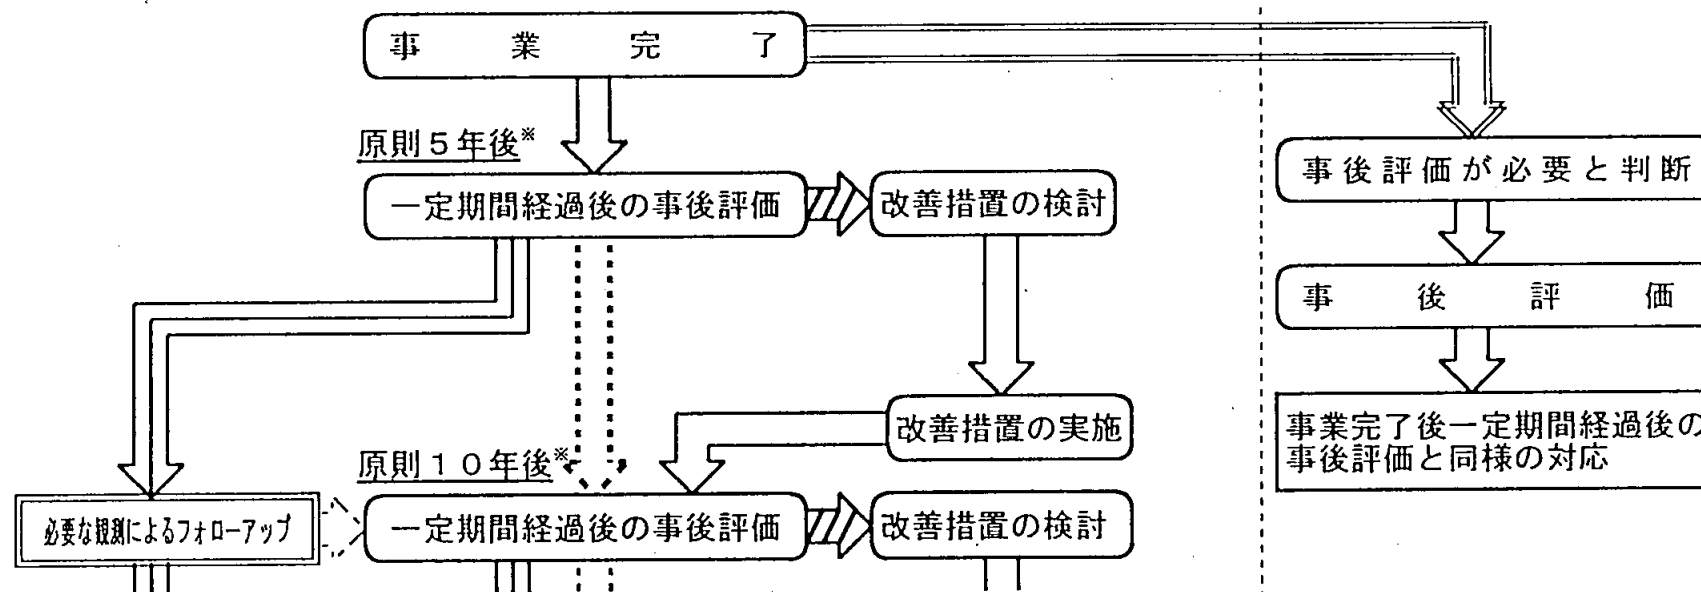 事業完了
原則５年後※
一定期間経過後の事後評価
改善措置の検討
改善措置の実施
原則１０年後※
必要な観測によるフォローアップ
一定期間経過後の事後評価
改善措置の検討
事後評価が必要と判断
事後評価
事業完了後一定期間経過後の
事後評価と同様の対応